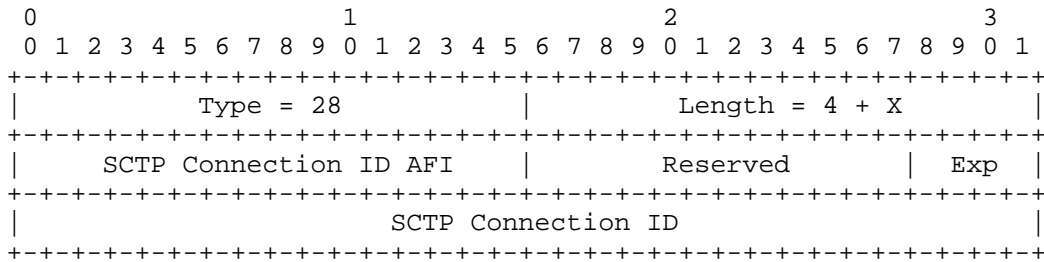 0                   1                   2                   3
 0 1 2 3 4 5 6 7 8 9 0 1 2 3 4 5 6 7 8 9 0 1 2 3 4 5 6 7 8 9 0 1
+-+-+-+-+-+-+-+-+-+-+-+-+-+-+-+-+-+-+-+-+-+-+-+-+-+-+-+-+-+-+-+-+
|           Type = 28           |         Length = 4 + X        |
+-+-+-+-+-+-+-+-+-+-+-+-+-+-+-+-+-+-+-+-+-+-+-+-+-+-+-+-+-+-+-+-+
|     SCTP Connection ID AFI    |        Reserved       |  Exp  |
+-+-+-+-+-+-+-+-+-+-+-+-+-+-+-+-+-+-+-+-+-+-+-+-+-+-+-+-+-+-+-+-+
|                       SCTP Connection ID                      |
+-+-+-+-+-+-+-+-+-+-+-+-+-+-+-+-+-+-+-+-+-+-+-+-+-+-+-+-+-+-+-+-+